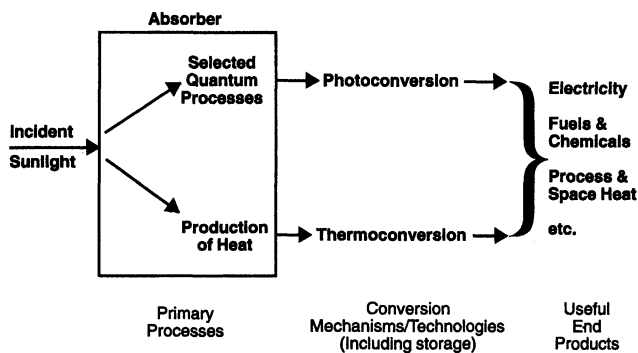 Absorber
Incident
Sunlight
Selected
Quantum
Processes
Production
of Heat
Photoconversion
Thermoconversion
Electricity
Fuels &
Chemicals
Process &
Space Heat
etc.
Primary
Processes
Conversion
Mechanisms/Technologies
(including storage)
Useful
End
Products